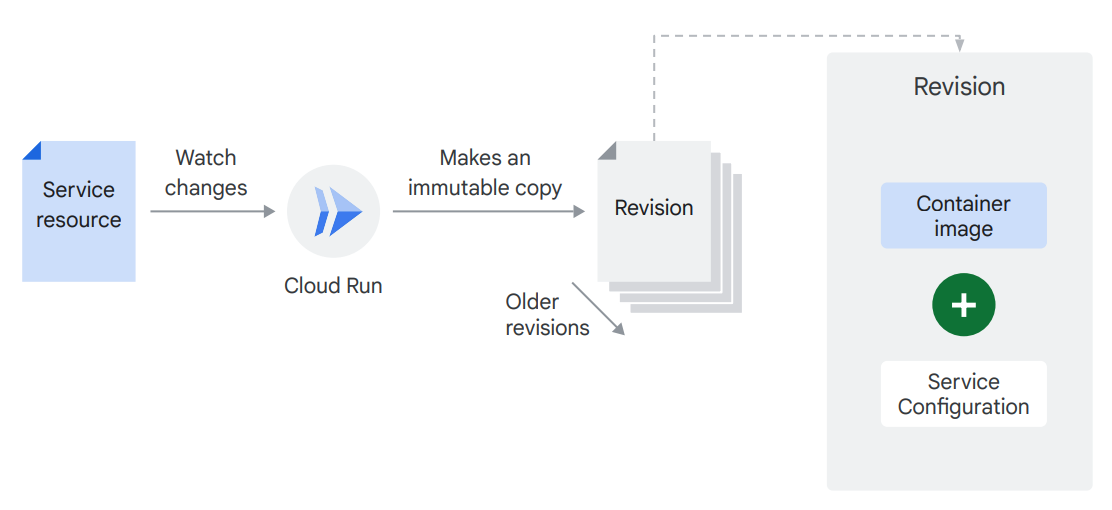 Service
resource
Watch
changes
Cloud Run
Makes an
immutable copy
Revision
Older
revisions
Revision
Container
image
Service
Configuration